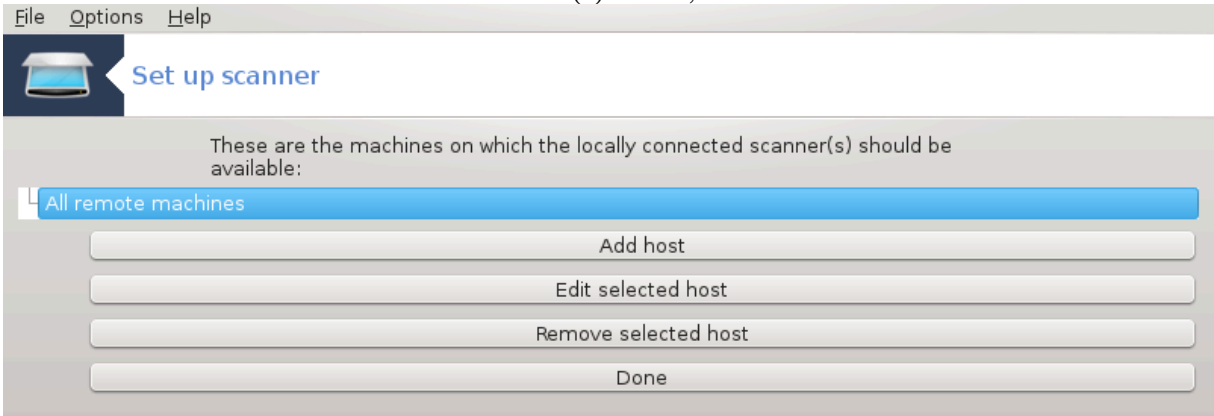 File Options Help
Set up scanner
These are the machines on which the locally connected scanner(s) should be
available:
All remote machines
Add host
Edit selected host
Remove selected host
Done